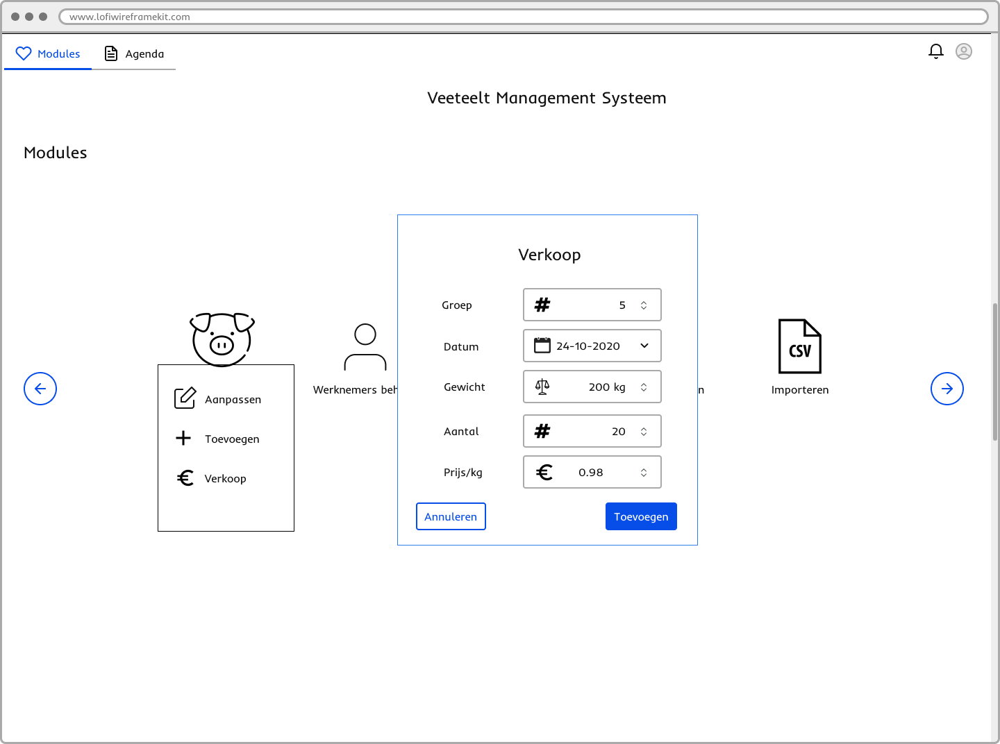 www.lofiwireframekit.com
Modules
Agenda
Veeteelt Management Systeem
Modules
Verkoop
Groep
# 5
Datum
24-10-2020
Gewicht
200 kg
Aantal
# 20
Prijs/kg
€ 0.98
Annuleren
Toevoegen
Aanpassen
Toevoegen
€ Verkoop
Werknemers beh
n
CSV
Importeren